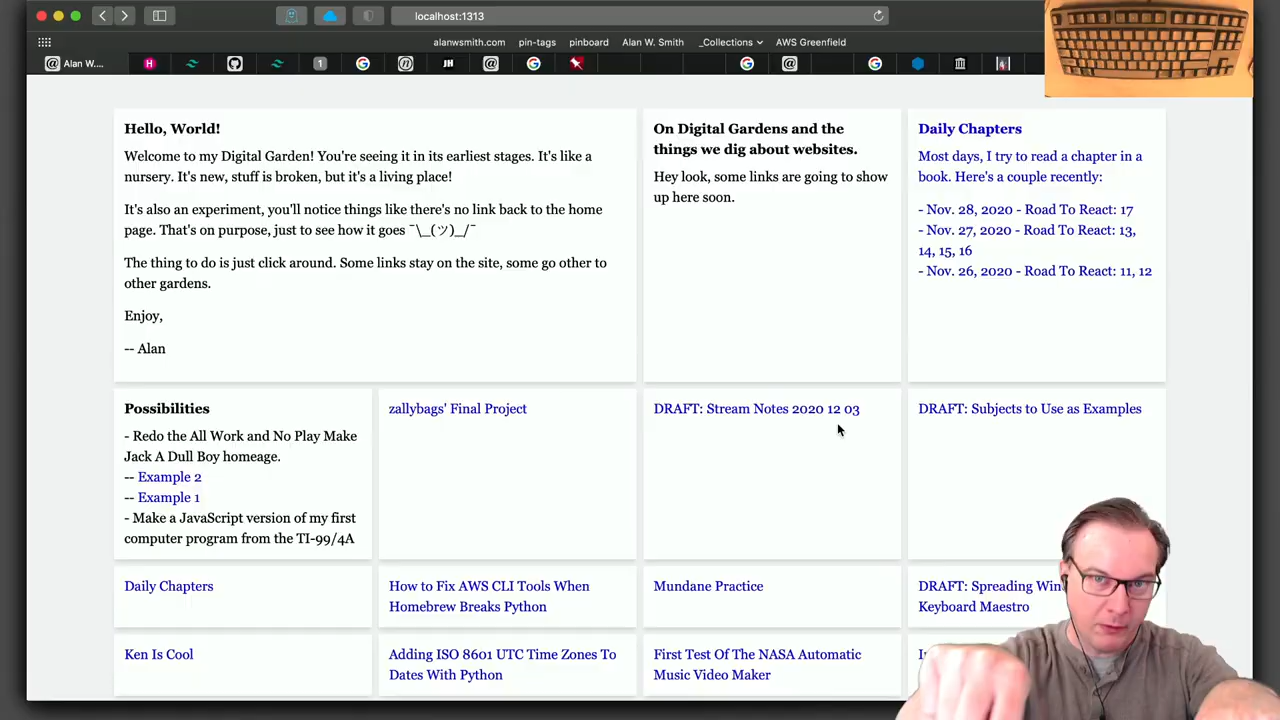 localhost:1313
alanwsmith.com pin-tags pinboard Alan W. Smith _Collections AWS Greenfield
Alan W....
Hello, World!
Welcome to my Digital Garden! You're seeing it in its earliest stages. It's like a
nursery. It's new, stuff is broken, but it's a living place!
It's also an experiment, you'll notice things like there's no link back to the home
page. That's on purpose, just to see how it goes ¯\_(ツ)_/¯
The thing to do is just click around. Some links stay on the site, some go other to
other gardens.
Enjoy,
-- Alan
On Digital Gardens and the
things we dig about websites.
Hey look, some links are going to show
up here soon.
Daily Chapters
Most days, I try to read a chapter in a
book. Here's a couple recently:
- Nov. 28, 2020 - Road To React: 17
- Nov. 27, 2020 - Road To React: 13,
14, 15, 16
- Nov. 26, 2020 - Road To React: 11, 12
Possibilities
- Redo the All Work and No Play Make
Jack A Dull Boy homeage.
-- Example 2
-- Example 1
- Make a JavaScript version of my first
computer program from the TI-99/4A
zallybags' Final Project
DRAFT: Stream Notes 2020 12 03
DRAFT: Subjects to Use as Examples
Daily Chapters
How to Fix AWS CLI Tools When
Homebrew Breaks Python
Mundane Practice
DRAFT: Spreading
Keyboard Maestro
Ken Is Cool
Adding ISO 8601 UTC Time Zones To
Dates With Python
First Test Of The NASA Automatic
Music Video Maker